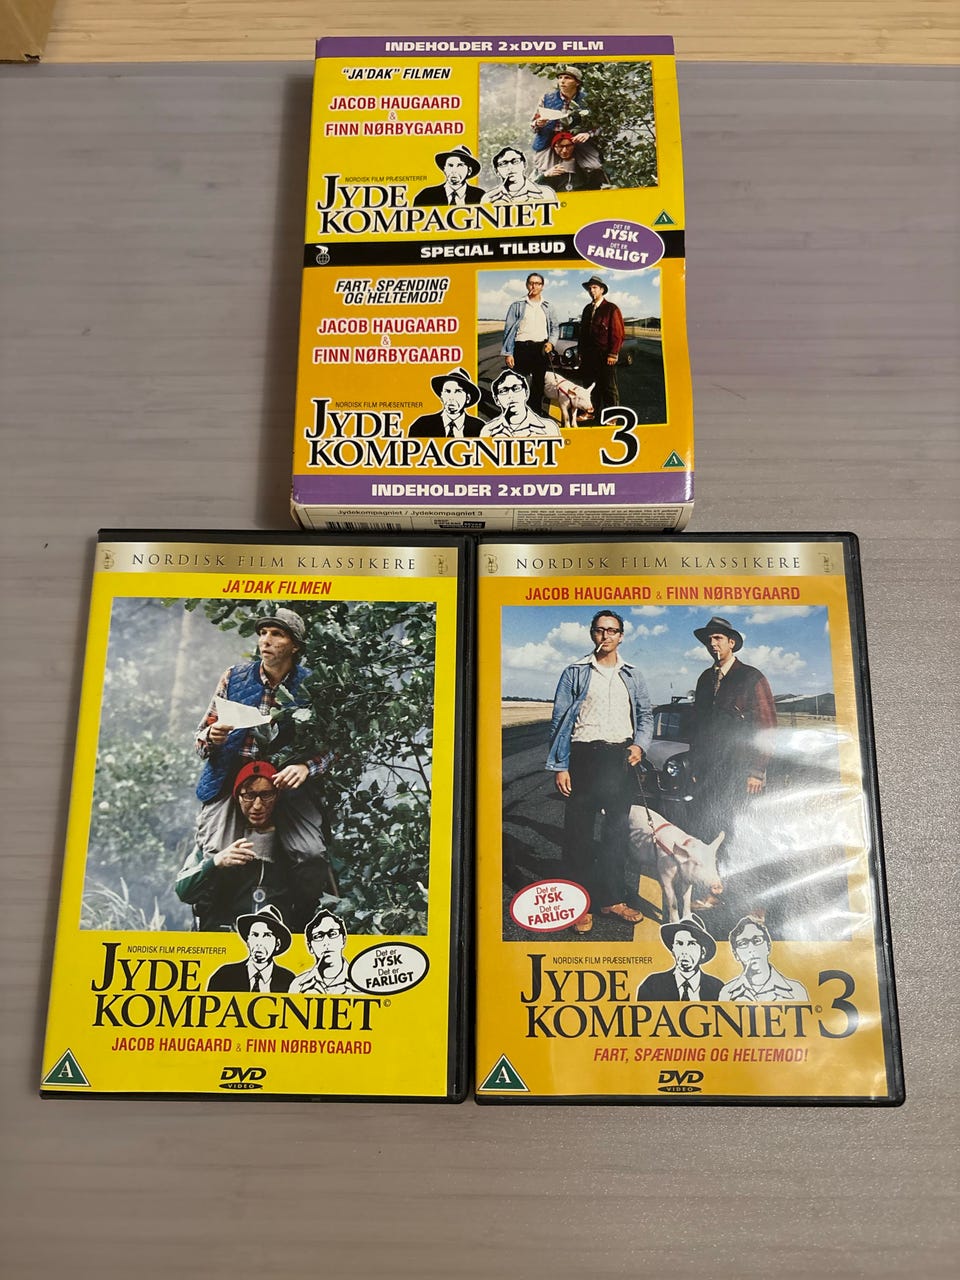 INDEHOLDER 2xDVD FILM
"JA'DAK" FILMEN
JACOB HAUGAARD
&
FINN NØRBYGAARD
NORDISK FILM PRÆSENTERER
JYDE
KOMPAGNIET©
A
SPECIAL TILBUD
DET ER
JYSK
DET ER
FARLIGT
FART, SPÆNDING
OG HELTEMOD!
JACOB HAUGAARD
&
FINN NØRBYGAARD
NORDISK FILM PRÆSENTERER
JYDE
KOMPAGNIET© 3
A
INDEHOLDER 2xDVD FILM
Jydekompagniet / Jydekompagniet 3
NORDISK FILM KLASSIKERE
JA'DAK FILMEN
NORDISK FILM PRÆSENTERER
JYDE
KOMPAGNIET©
Det er
JYSK
Det er
FARLIGT
JACOB HAUGAARD & FINN NØRBYGAARD
A
DVD
VIDEO
NORDISK FILM KLASSIKERE
JACOB HAUGAARD & FINN NØRBYGAARD
Det er
JYSK
Det er
FARLIGT
NORDISK FILM PRÆSENTERER
JYDE
KOMPAGNIET© 3
FART, SPÆNDING OG HELTEMOD!
A
DVD
VIDEO